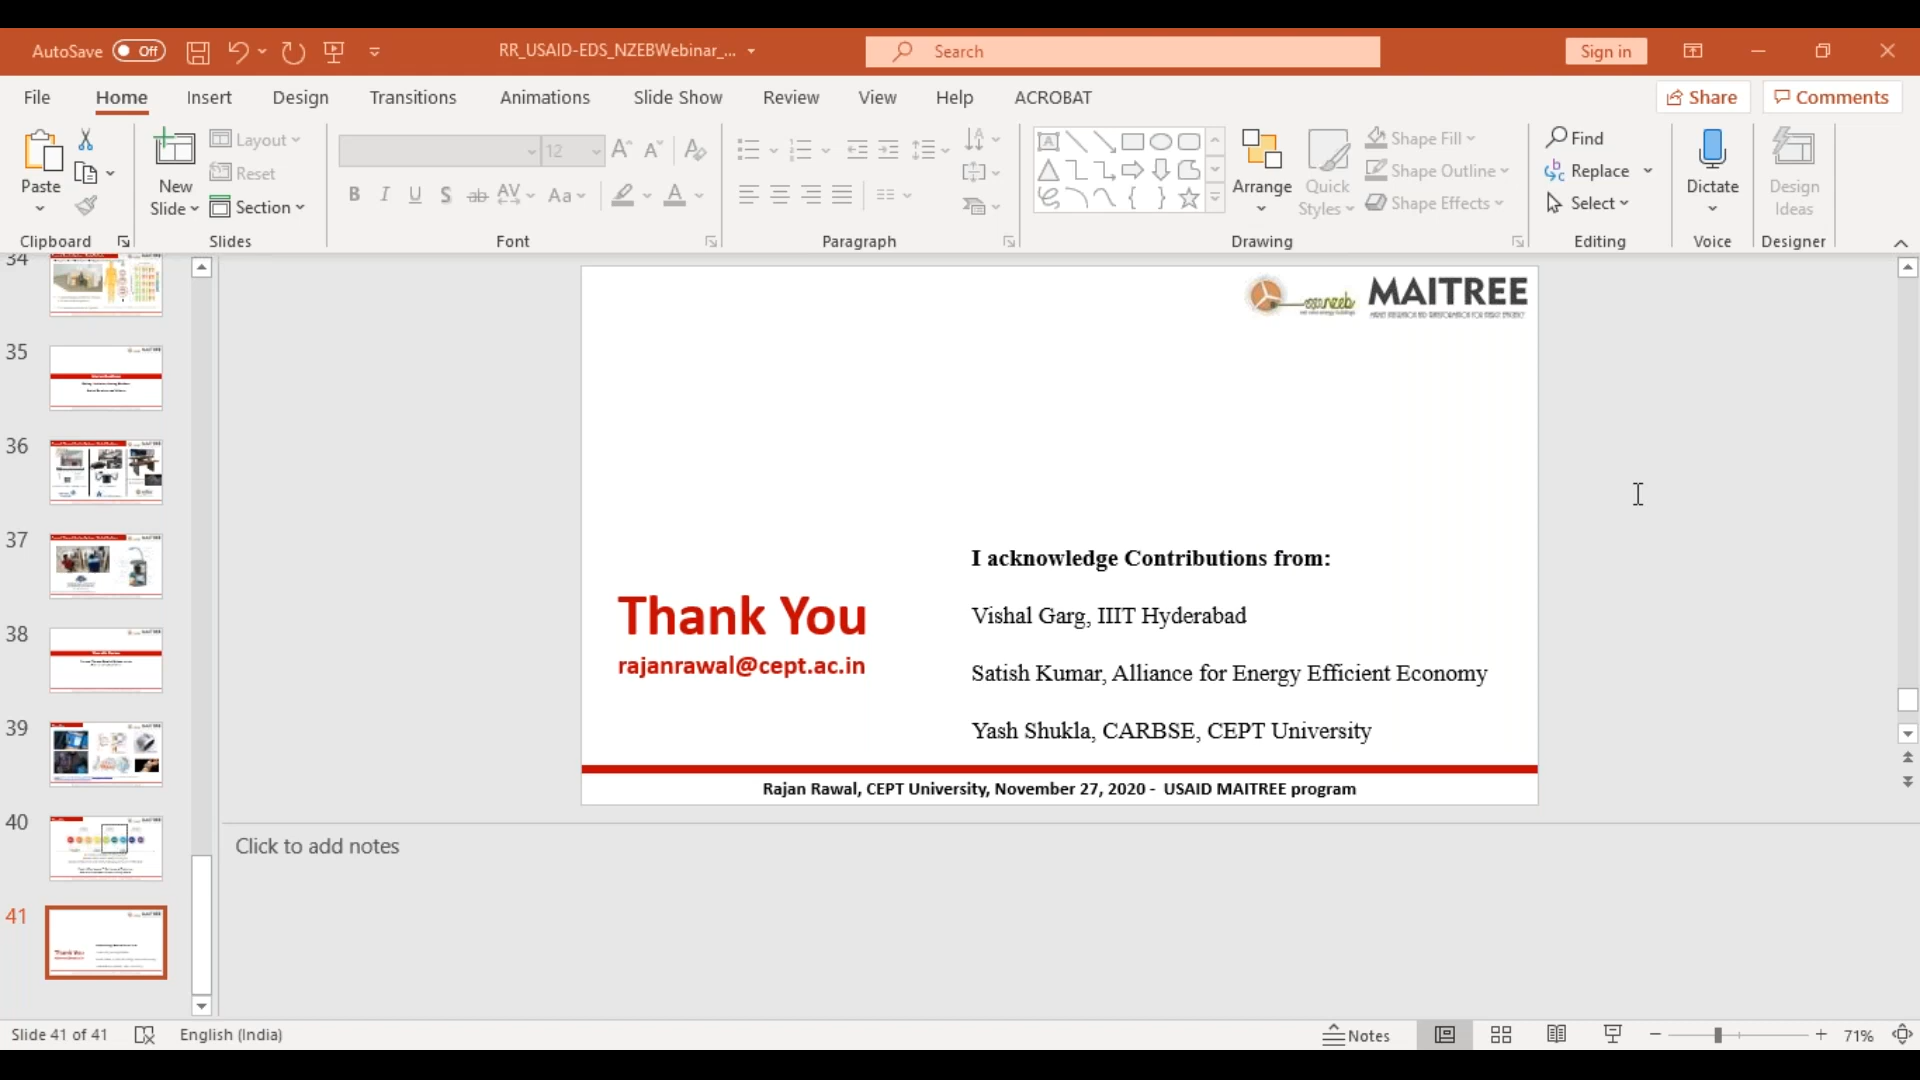 AutoSave Off
RR_USAID-EDS_NZEBWebinar_...
Search
Sign in
File Home Insert Design Transitions Animations Slide Show Review View Help ACROBAT
Share Comments
Paste
New Slide
Layout
Reset
Section
12
B I U S ab AV Aa A
Arrange
Quick Styles
Shape Fill
Shape Outline
Shape Effects
Find
Replace
Select
Dictate
Design Ideas
Clipboard Slides Font Paragraph Drawing Editing Voice Designer
34
35
36
37
38
39
40
41
MAITREE
I acknowledge Contributions from:
Vishal Garg, IIIT Hyderabad
Thank You
rajanrawal@cept.ac.in
Satish Kumar, Alliance for Energy Efficient Economy
Yash Shukla, CARBSE, CEPT University
Rajan Rawal, CEPT University, November 27, 2020 - USAID MAITREE program
Click to add notes
Thank You
Slide 41 of 41 English (India) Notes 71%